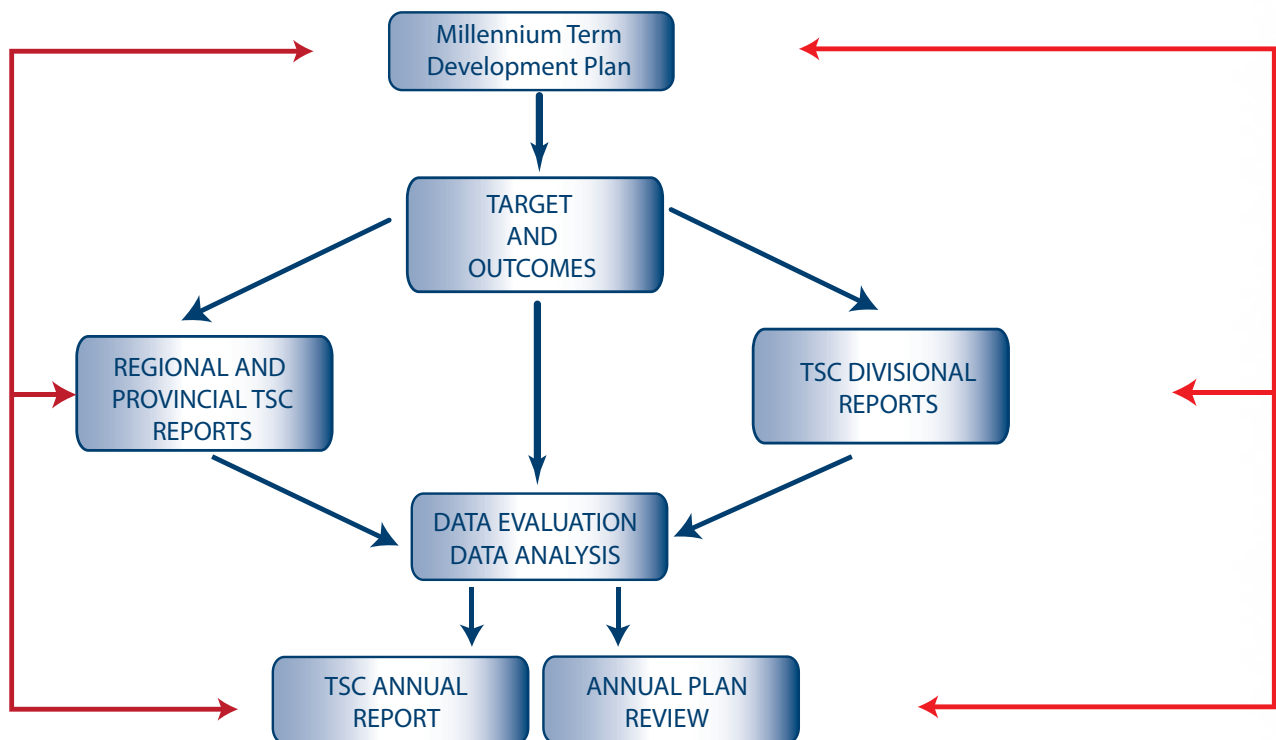 Millennium Term
Development Plan
TARGET
AND
OUTCOMES
REGIONAL AND
PROVINCIAL TSC
REPORTS
TSC DIVISIONAL
REPORTS
DATA EVALUATION
DATA ANALYSIS
TSC ANNUAL
REPORT
ANNUAL PLAN
REVIEW